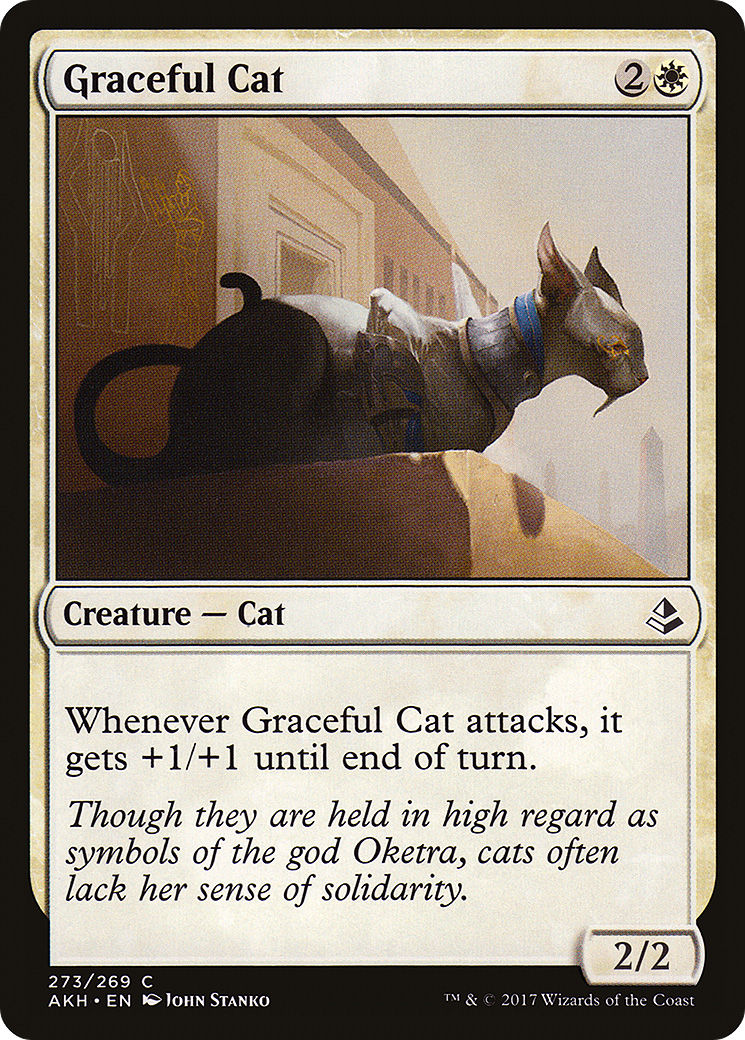 Graceful Cat 2
Creature — Cat
Whenever Graceful Cat attacks, it
gets +1/+1 until end of turn.
Though they are held in high regard as
symbols of the god Oketra, cats often
lack her sense of solidarity.
2/2
273/269 C
AKH • EN John Stanko ™ & © 2017 Wizards of the Coast